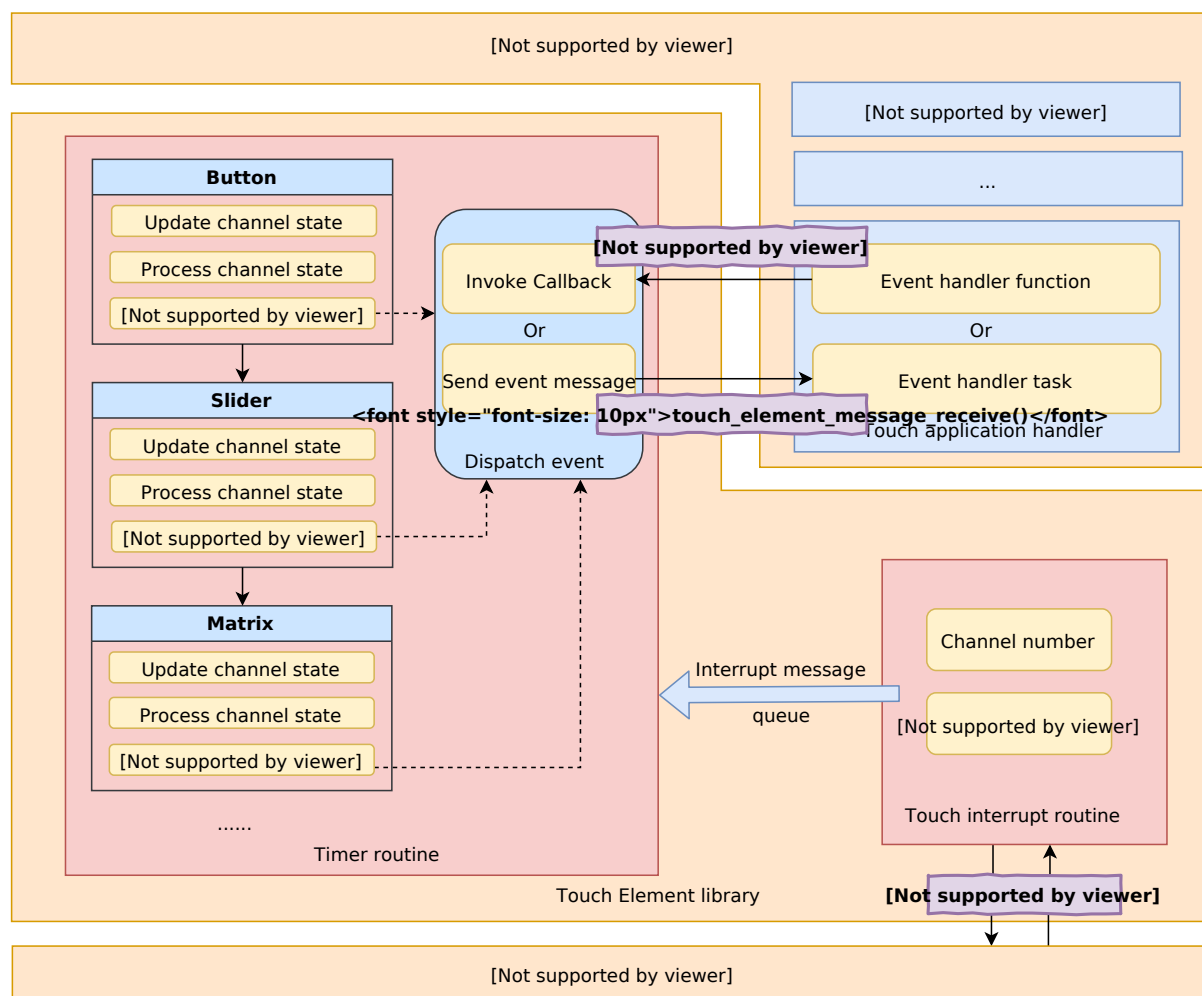 [Not supported by viewer]
[Not supported by viewer]
...
Button
Update channel state
Process channel state
[Not supported by viewer]
Slider
Update channel state
Process channel state
[Not supported by viewer]
Matrix
Update channel state
Process channel state
[Not supported by viewer]
......
Timer routine
Invoke Callback
Or
Send event message
Dispatch event
[Not supported by viewer]
<font style="font-size: 10px">touch_element_message_receive()</font>
Event handler function
Or
Event handler task
Touch application handler
Interrupt message
queue
Channel number
[Not supported by viewer]
Touch interrupt routine
[Not supported by viewer]
Touch Element library
[Not supported by viewer]